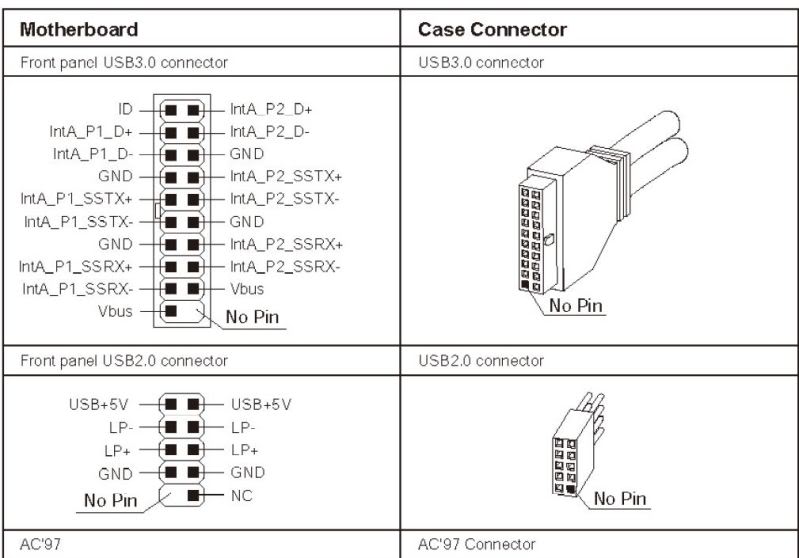 Motherboard
Case Connector
Front panel USB3.0 connector
USB3.0 connector
ID IntA_P2_D+
IntA_P1_D+ IntA_P2_D-
IntA_P1_D- GND
GND IntA_P2_SSTX+
IntA_P1_SSTX+ IntA_P2_SSTX-
IntA_P1_SSTX- GND
GND IntA_P2_SSRX+
IntA_P1_SSRX+ IntA_P2_SSRX-
IntA_P1_SSRX- Vbus
Vbus No Pin
No Pin
Front panel USB2.0 connector
USB2.0 connector
USB+5V USB+5V
LP- LP-
LP+ LP+
GND GND
No Pin NC
No Pin
AC'97
AC'97 Connector